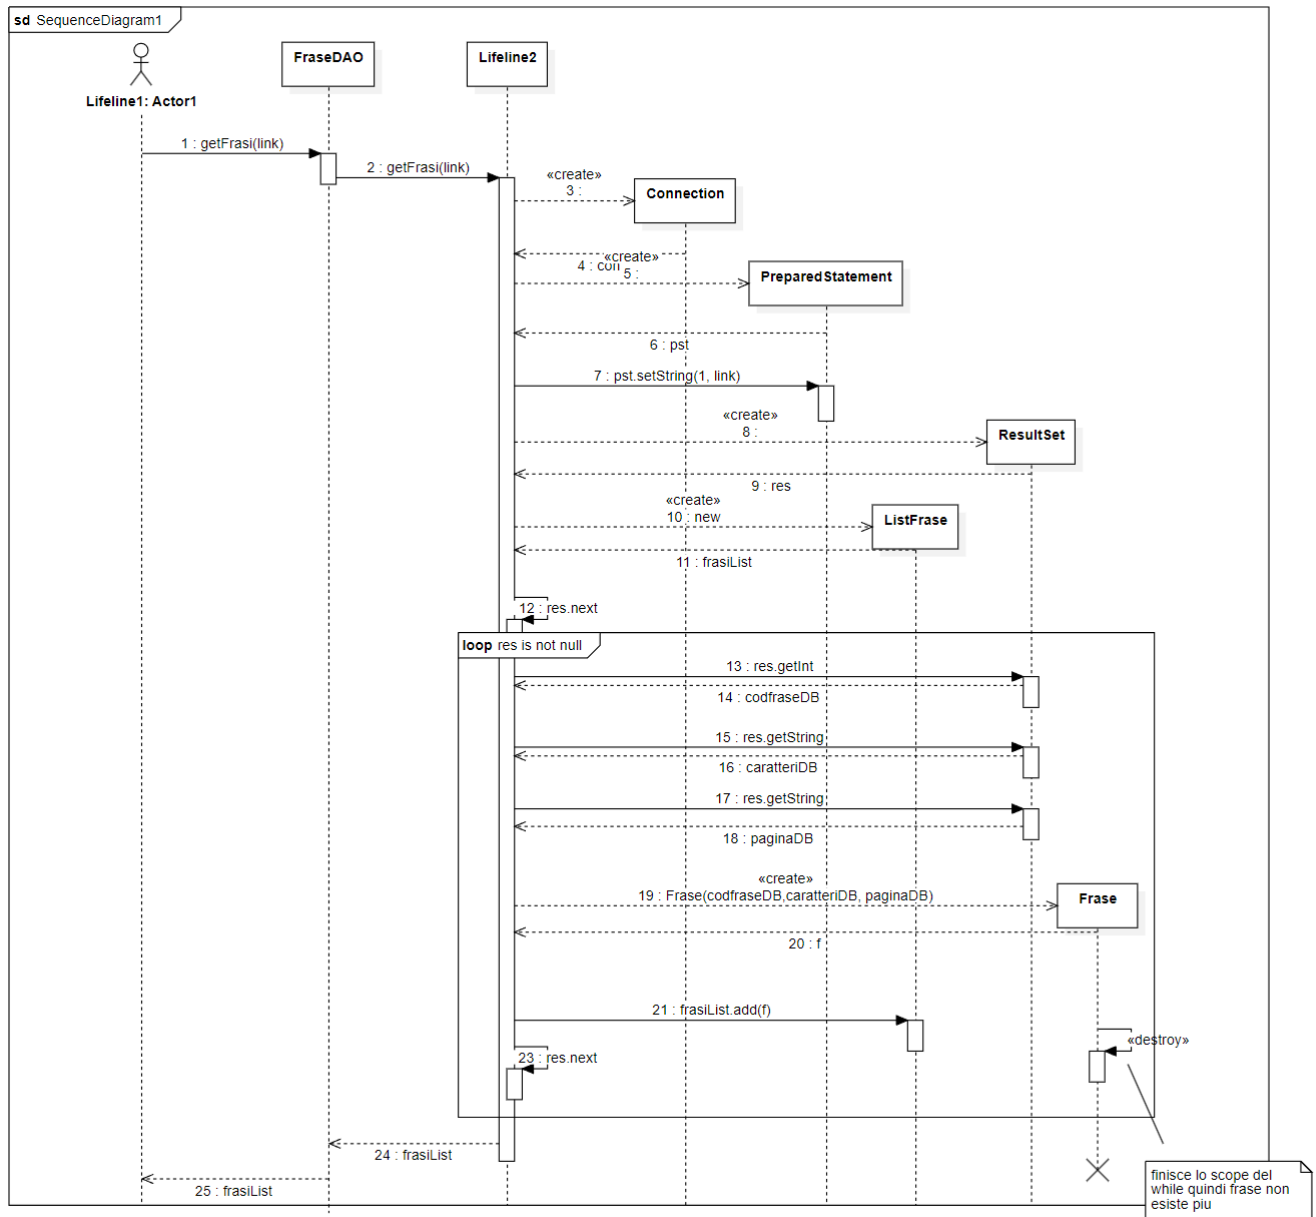 sd SequenceDiagram1
FraseDAO
Lifeline2
Lifeline1: Actor1
1 : getFrasi(link)
2 : getFrasi(link)
«create»
3 :
Connection
4 : con
«create»
5 :
PreparedStatement
6 : pst
7 : pst.setString(1, link)
«create»
8 :
ResultSet
9 : res
«create»
10 : new
ListFrase
11 : frasiList
12 : res.next
loop res is not null
13 : res.getInt
14 : codfraseDB
15 : res.getString
16 : caratteriDB
17 : res.getString
18 : paginaDB
«create»
19 : Frase(codfraseDB,caratteriDB, paginaDB)
Frase
20 : f
21 : frasiList.add(f)
«destroy»
23 : res.next
24 : frasiList
25 : frasiList
finisce lo scope del
while quindi frase non
esiste piu